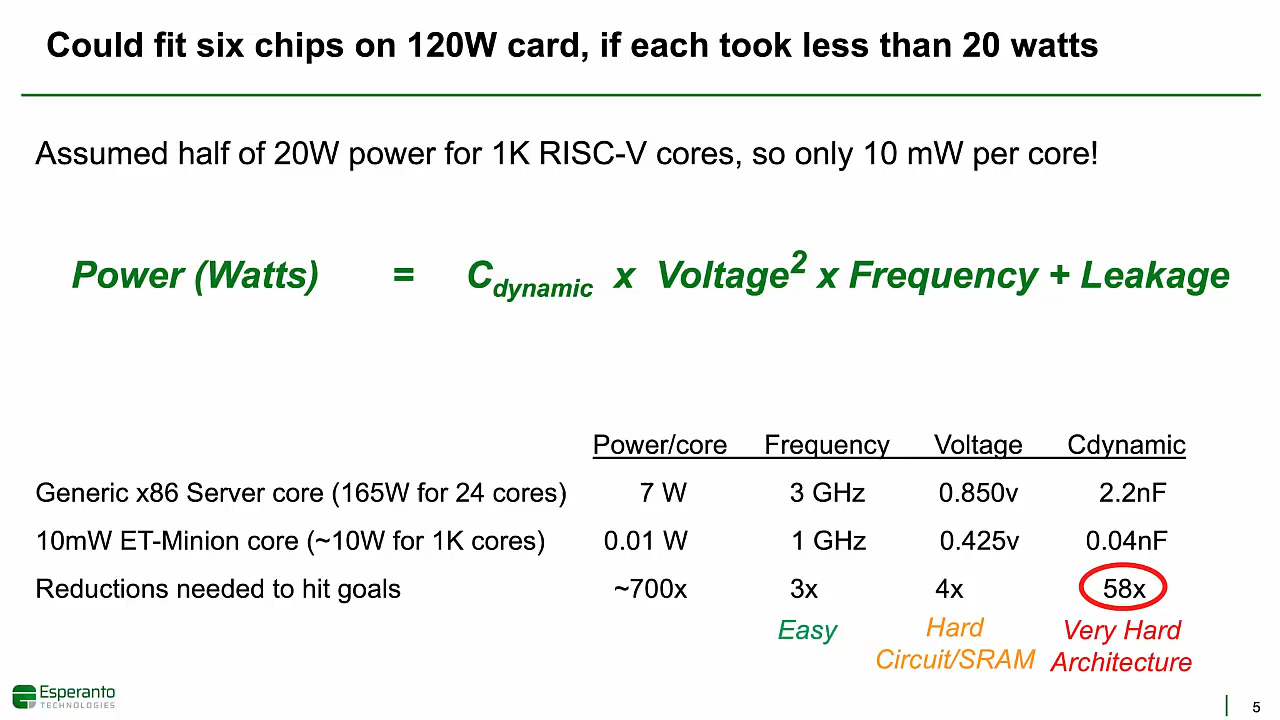 Could fit six chips on 120W card, if each took less than 20 watts
Assumed half of 20W power for 1K RISC-V cores, so only 10 mW per core!
Power (Watts) = Cdynamic x Voltage2 x Frequency + Leakage
Power/core Frequency Voltage Cdynamic
Generic x86 Server core (165W for 24 cores) 7 W 3 GHz 0.850v 2.2nF
10mW ET-Minion core (~10W for 1K cores) 0.01 W 1 GHz 0.425v 0.04nF
Reductions needed to hit goals ~700x 3x 4x 58x
Easy Hard Very Hard
Circuit/SRAM Architecture
Esperanto
TECHNOLOGIES
5